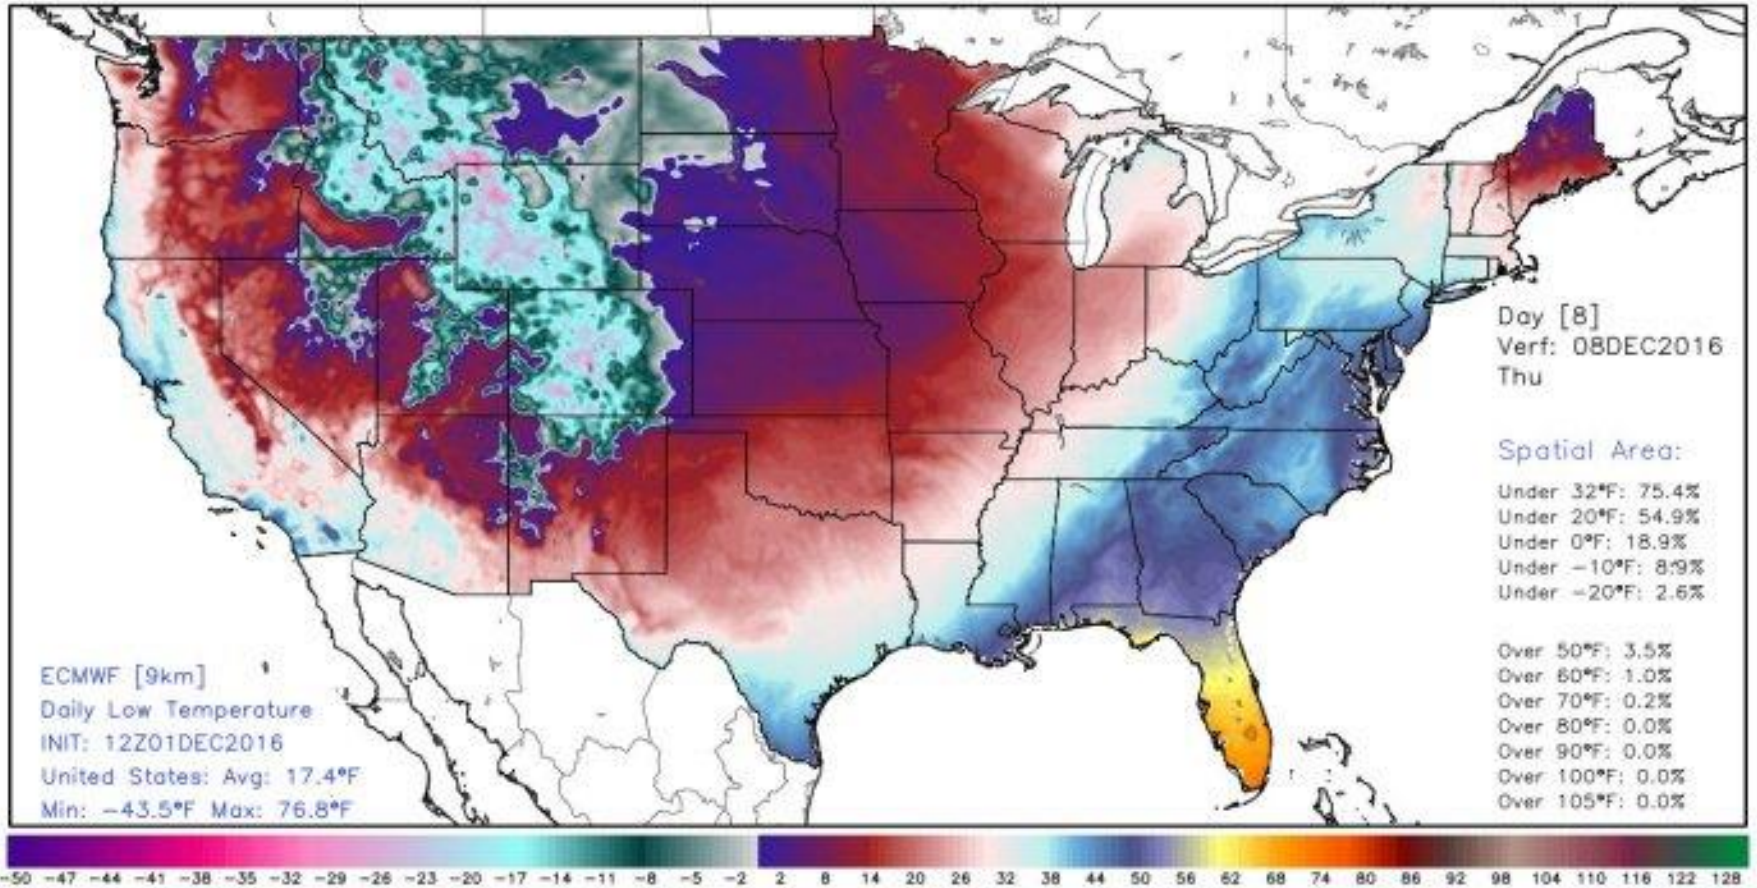 Day [8]
Verf: 08DEC2016
Thu
Spatial Area:
Under 32°F: 75.4%
Under 20°F: 54.9%
Under 0°F: 18.9%
Under −10°F: 8.9%
Under −20°F: 2.6%
Over 50°F: 3.5%
Over 60°F: 1.0%
Over 70°F: 0.2%
Over 80°F: 0.0%
Over 90°F: 0.0%
Over 100°F: 0.0%
Over 105°F: 0.0%
ECMWF [9km]
Daily Low Temperature
INIT: 12Z01DEC2016
United States: Avg: 17.4°F
Min: −43.5°F Max: 76.8°F
−50 −47 −44 −41 −38 −35 −32 −29 −26 −23 −20 −17 −14 −11 −8 −5 −2 2 8 14 20 26 32 38 44 50 56 62 68 74 80 86 92 98 104 110 116 122 128